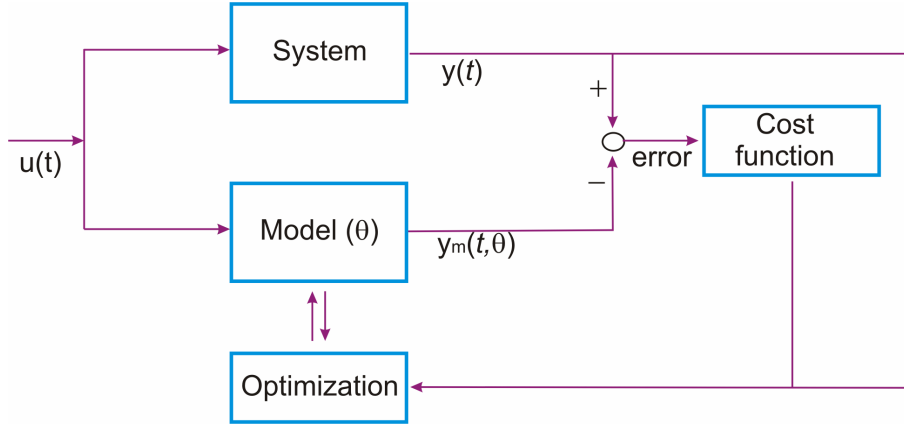 System
y(t)
+
u(t)
error
Cost
function
−
Model (θ)
yₘ(t,θ)
Optimization